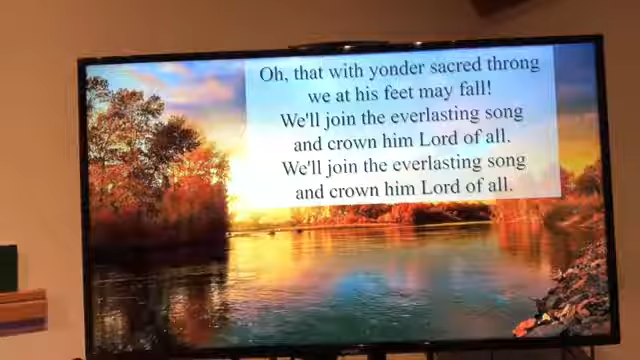 Oh, that with yonder sacred throng
we at his feet may fall!
We'll join the everlasting song
and crown him Lord of all.
We'll join the everlasting song
and crown him Lord of all.